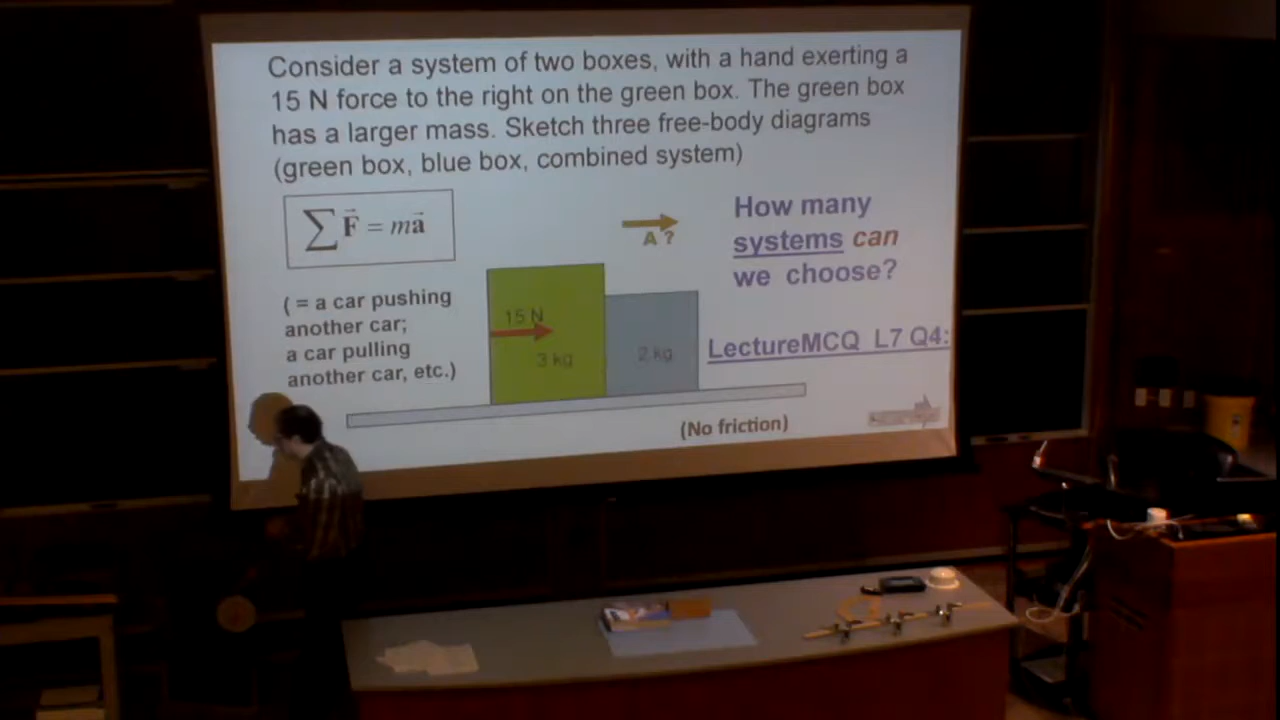 Consider a system of two boxes, with a hand exerting a
15 N force to the right on the green box. The green box
has a larger mass. Sketch three free-body diagrams
(green box, blue box, combined system)
∑ F⃗ = ma⃗
A ?
How many
systems can
we choose?
( = a car pushing
another car;
a car pulling
another car, etc.)
15 N
3 kg
2 kg
LectureMCQ L7 Q4:
(No friction)